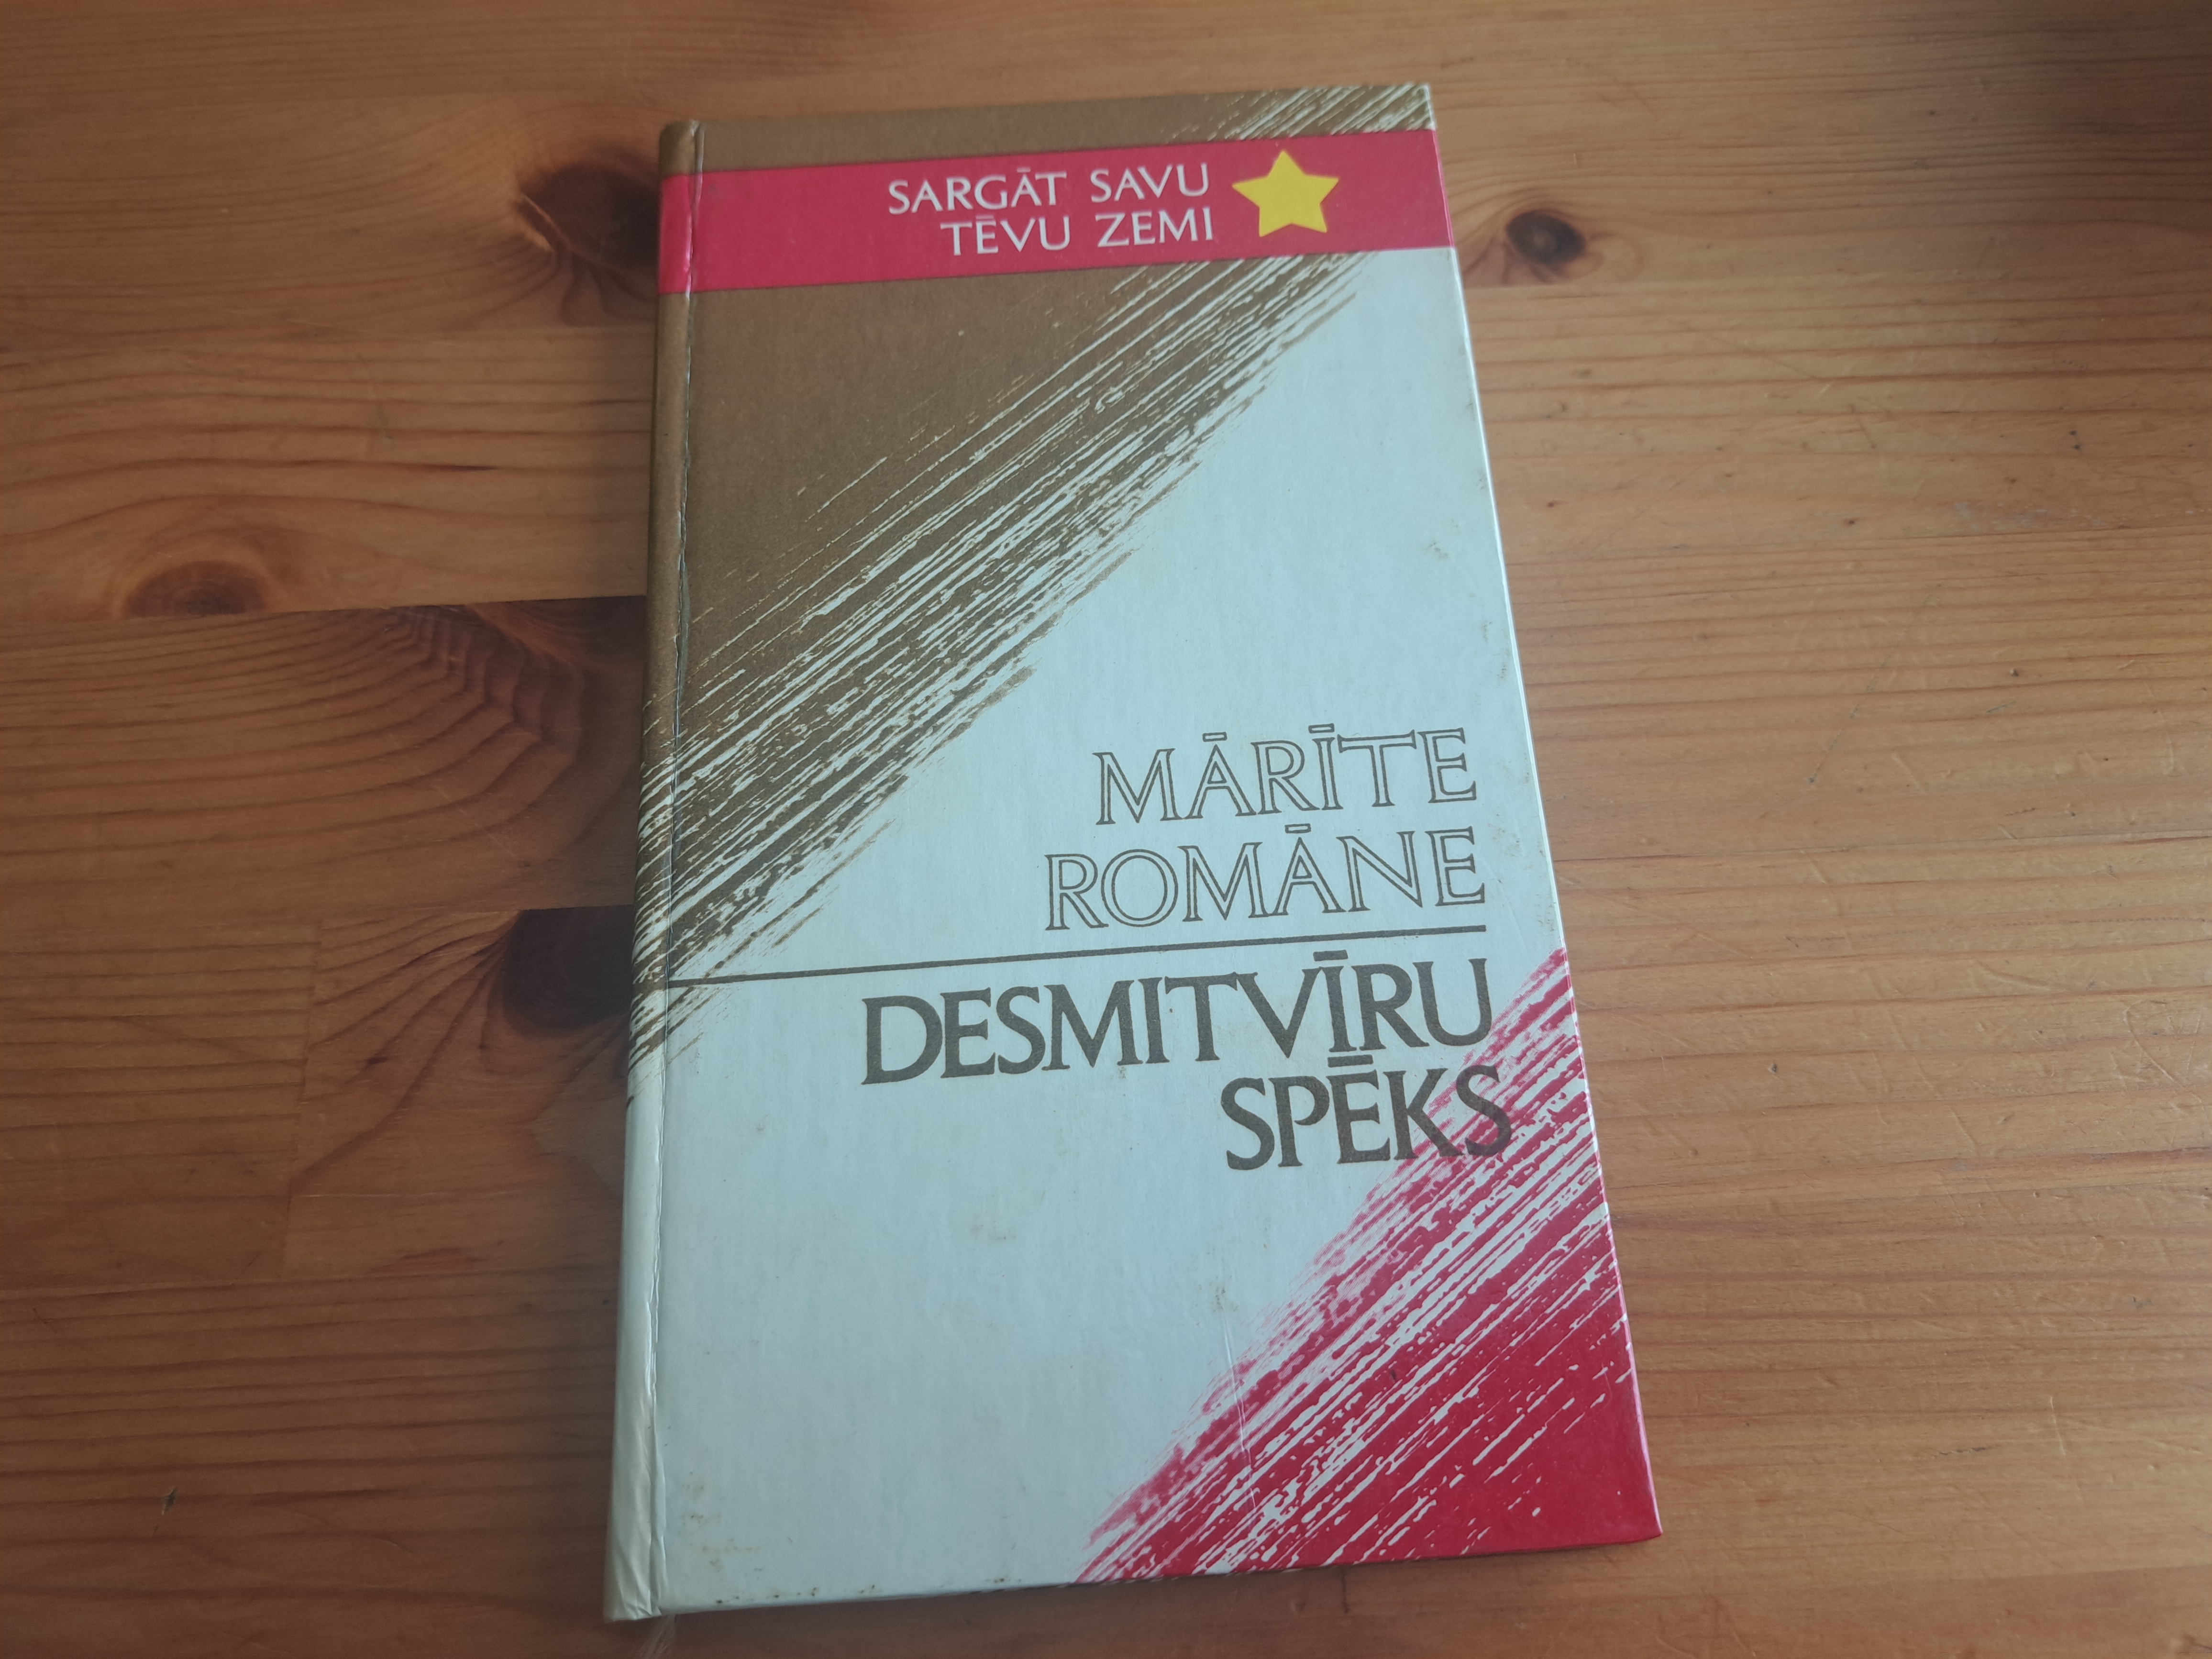 SARGĀT SAVU
TĒVU ZEMI
MĀRĪTE
ROMĀNE
DESMITVĪRU
SPĒKS